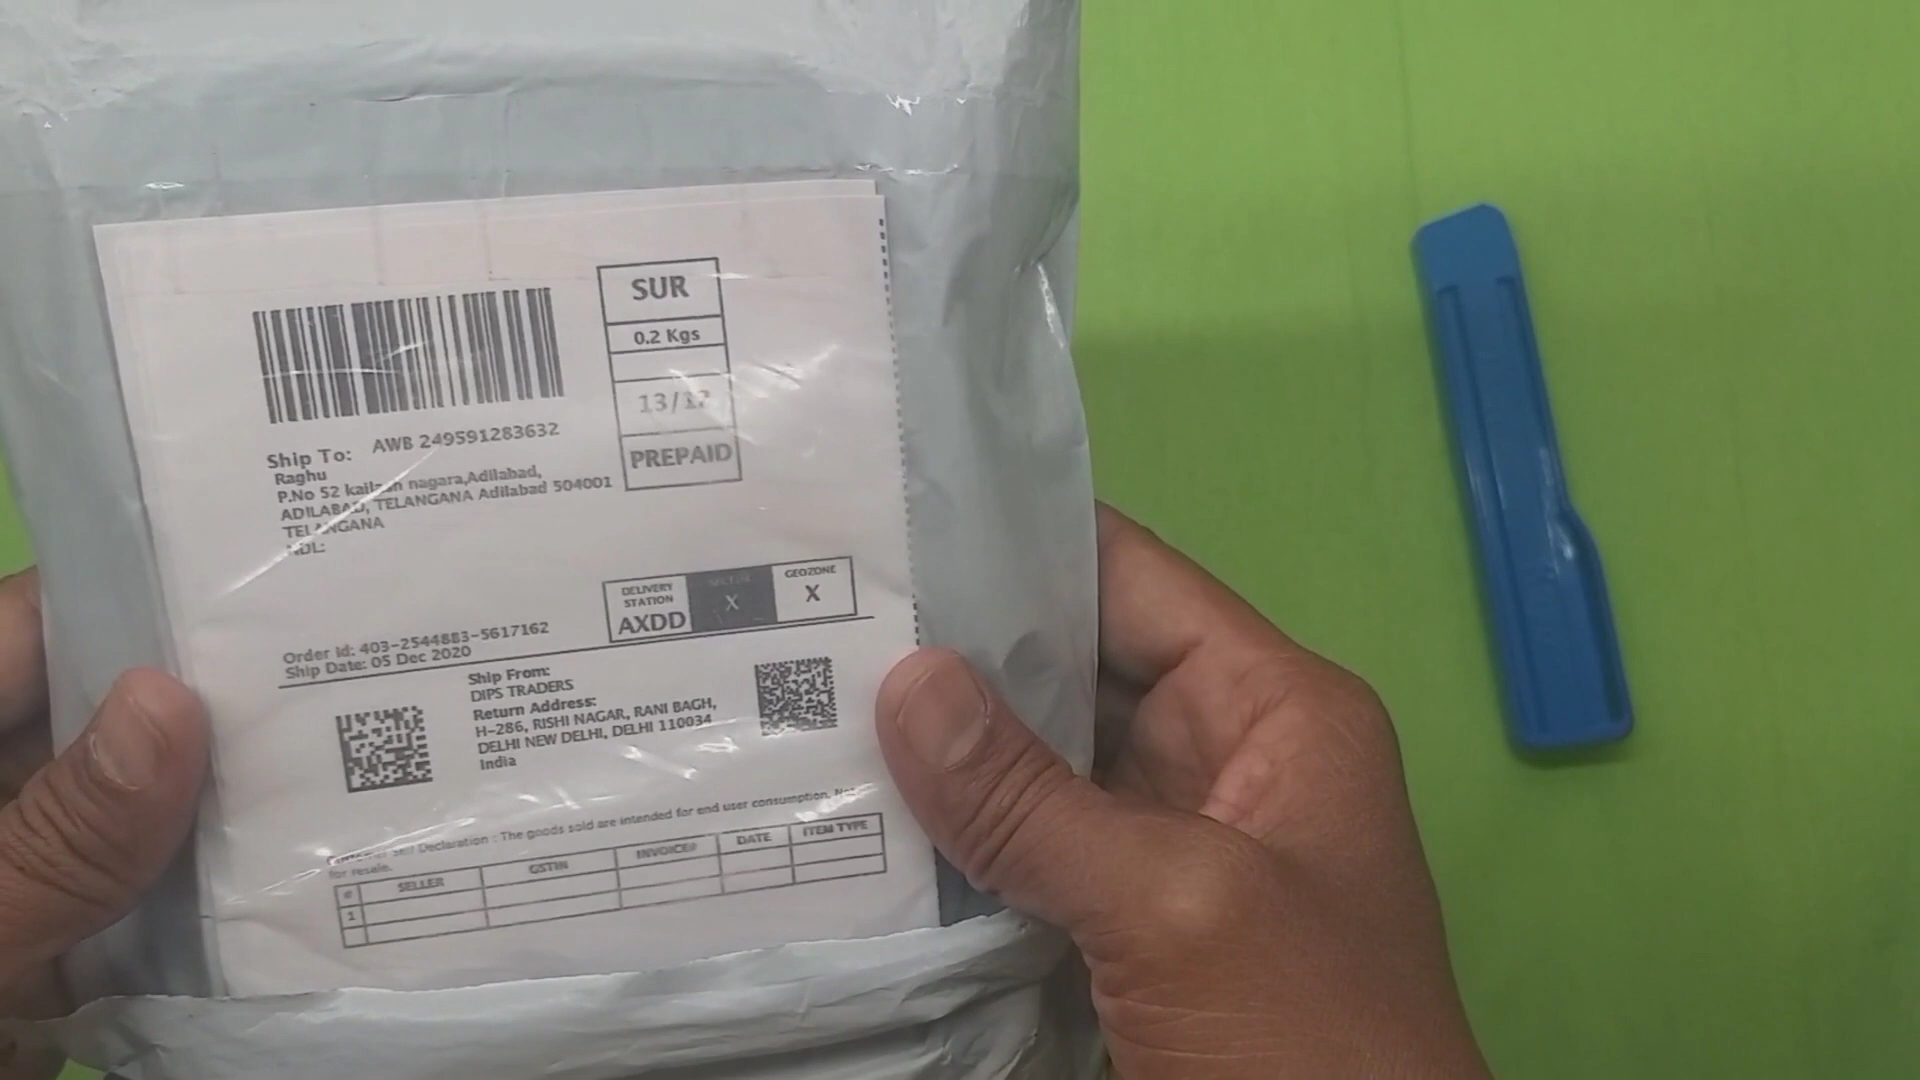 SUR
0.2 Kgs
PREPAID
AWB 249591283632
Ship To:
Raghu
P.No 52 kailash nagara,Adilabad,
ADILABAD, TELANGANA Adilabad 504001
TELANGANA
DELIVERY STATION
AXDD
X
GEOZONE
X
Order Id: 403-2544883-5617162
Ship Date: 05 Dec 2020
Ship From:
DIPS TRADERS
Return Address:
H-286, RISHI NAGAR, RANI BAGH,
DELHI NEW DELHI, DELHI 110034
India
Self Declaration : The goods sold are intended for end user consumption.
for resale.
# SELLER GSTIN INVOICE# DATE ITEM TYPE
1